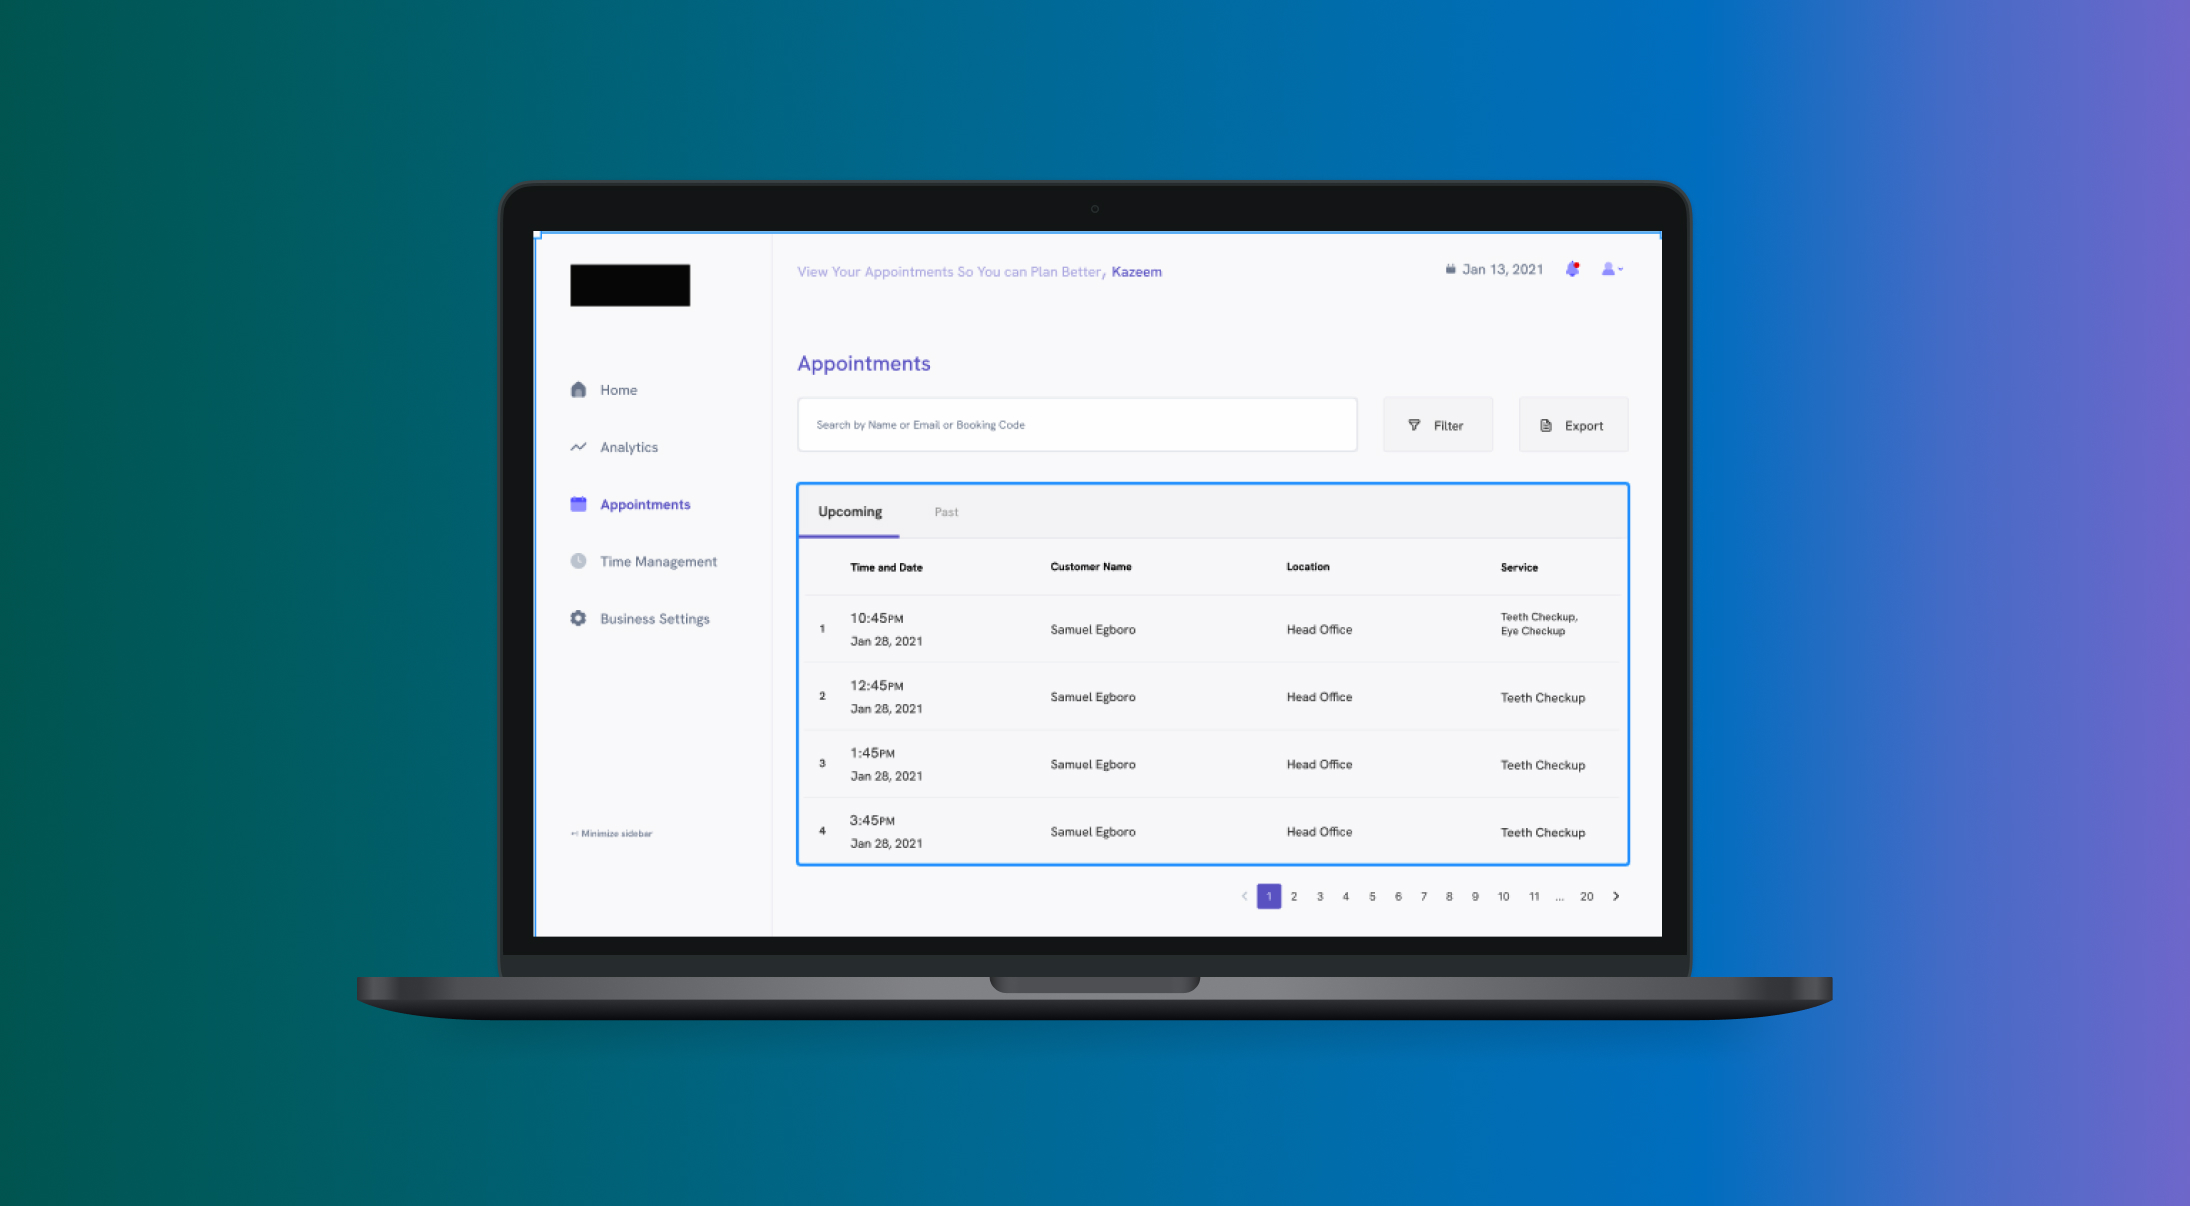 View Your Appointments So You can Plan Better, Kazeem
Jan 13, 2021
Home
Analytics
Appointments
Time Management
Business Settings
Minimize sidebar
Appointments
Search by Name or Email or Booking Code
Filter
Export
Upcoming Past
Time and Date Customer Name Location Service
1 10:45PM Jan 28, 2021 Samuel Egboro Head Office Teeth Checkup, Eye Checkup
2 12:45PM Jan 28, 2021 Samuel Egboro Head Office Teeth Checkup
3 1:45PM Jan 28, 2021 Samuel Egboro Head Office Teeth Checkup
4 3:45PM Jan 28, 2021 Samuel Egboro Head Office Teeth Checkup
1 2 3 4 5 6 7 8 9 10 11 ... 20